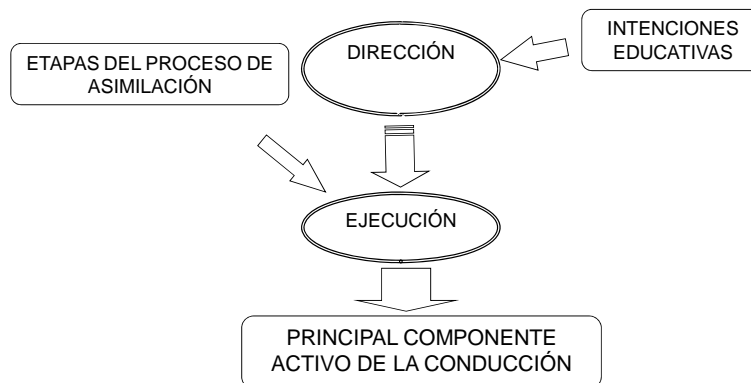 DIRECCIÓN
INTENCIONES
EDUCATIVAS
ETAPAS DEL PROCESO DE
ASIMILACIÓN
EJECUCIÓN
PRINCIPAL COMPONENTE
ACTIVO DE LA CONDUCCIÓN